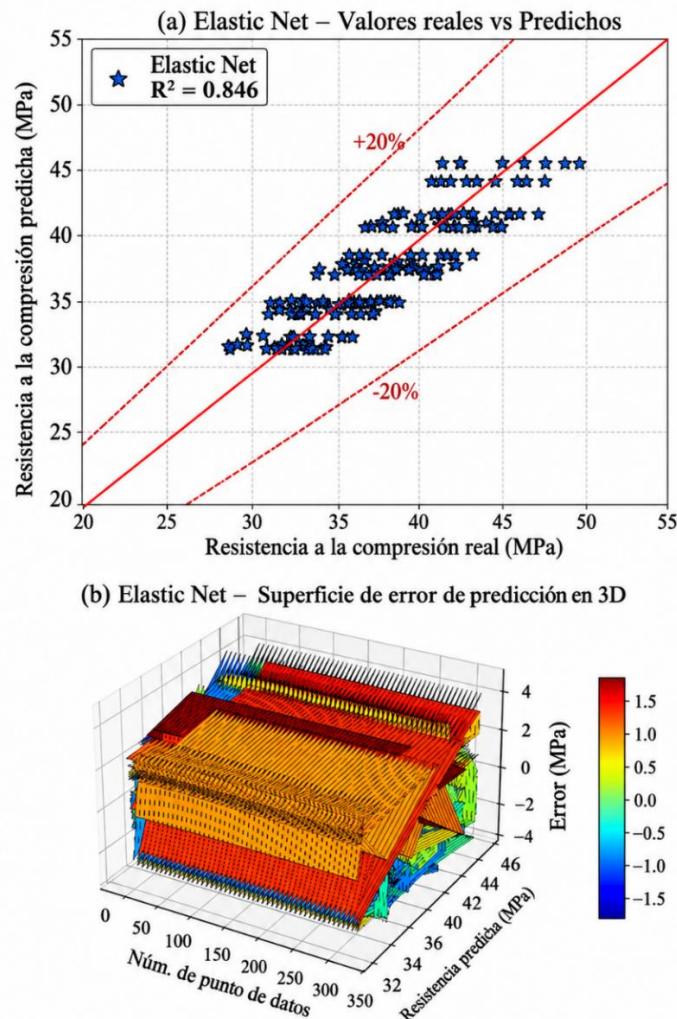 (a) Elastic Net – Valores reales vs Predichos
Elastic Net
R² = 0.846
Resistencia a la compresión predicha (MPa)
55
50
45
40
35
30
25
20
+20%
-20%
20 25 30 35 40 45 50 55
Resistencia a la compresión real (MPa)
(b) Elastic Net – Superficie de error de predicción en 3D
4
2
0
−2
−4
Error (MPa)
46
44
42
40
38
36
34
32
Resistencia predicha (MPa)
0 50 100 150 200 250 300 350
Núm. de punto de datos
1.5
1.0
0.5
0.0
−0.5
−1.0
−1.5